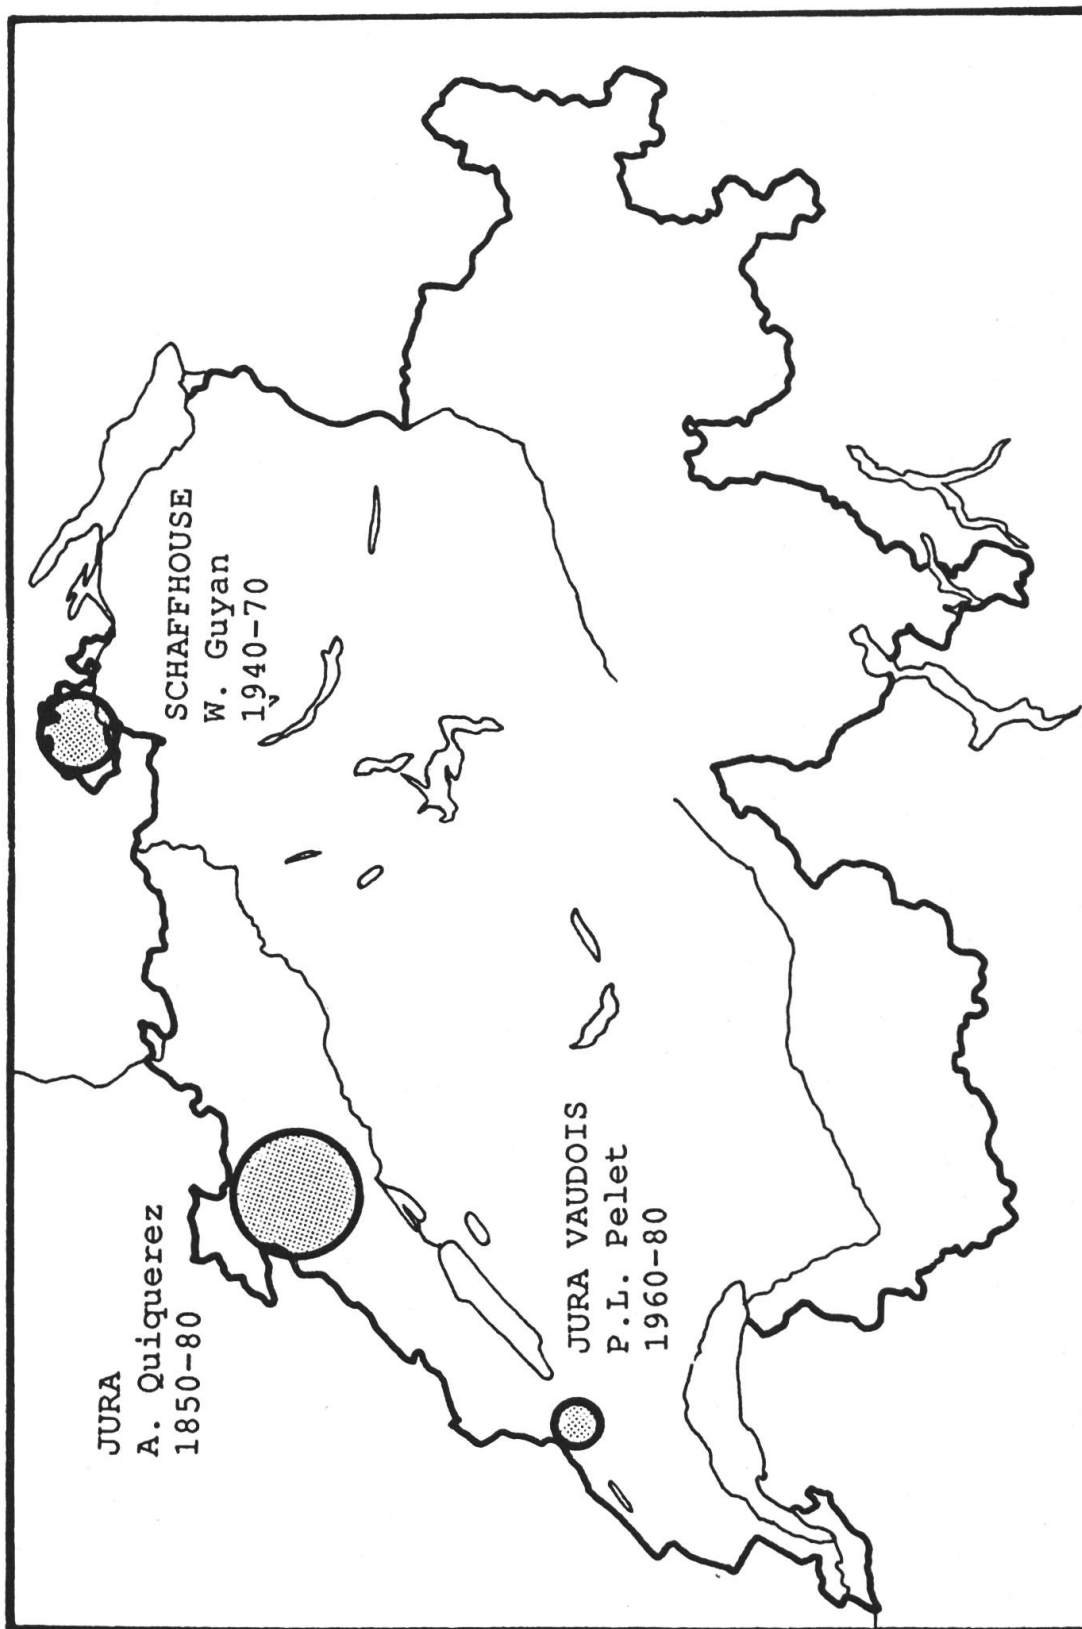 JURA
A. Quiquerez
1850-80
SCHAFFHOUSE
W. Guyan
1940-70
JURA VAUDOIS
P.L. Pelet
1960-80